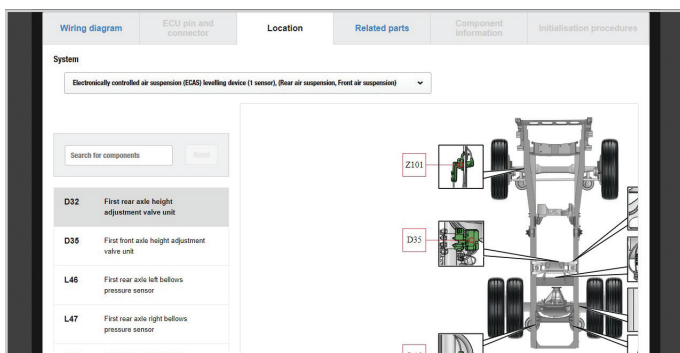 Wiring diagram
ECU pin and
connector
Location
Related parts
Component
information
Initialisation procedures
System
Electronically controlled air suspension (ECAS) levelling device (1 sensor), (Rear air suspension, Front air suspension)
Search for components
D32
First rear axle height
adjustment valve unit
D35
First front axle height adjustment
valve unit
L46
First rear axle left bellows
pressure sensor
L47
First rear axle right bellows
pressure sensor
Z101
D35